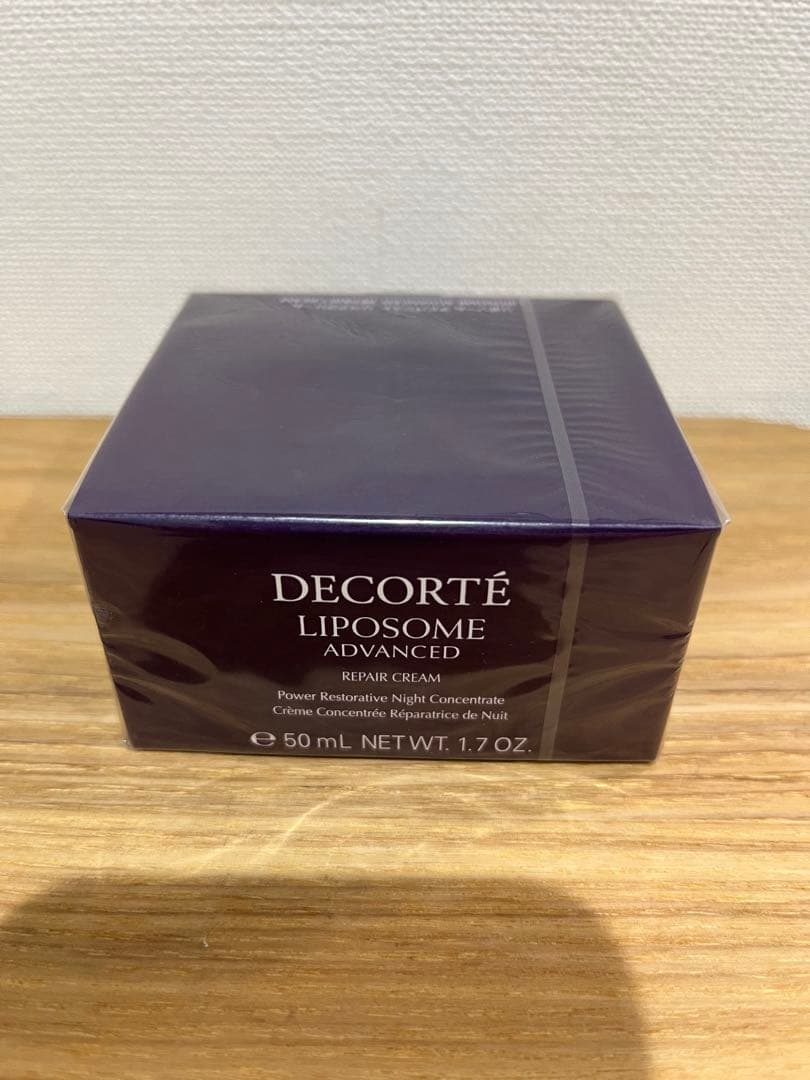 DECORTÉ
LIPOSOME
ADVANCED
REPAIR CREAM
Power Restorative Night Concentrate
Crème Concentrée Réparatrice de Nuit
℮ 50 mL NET WT. 1.7 OZ.